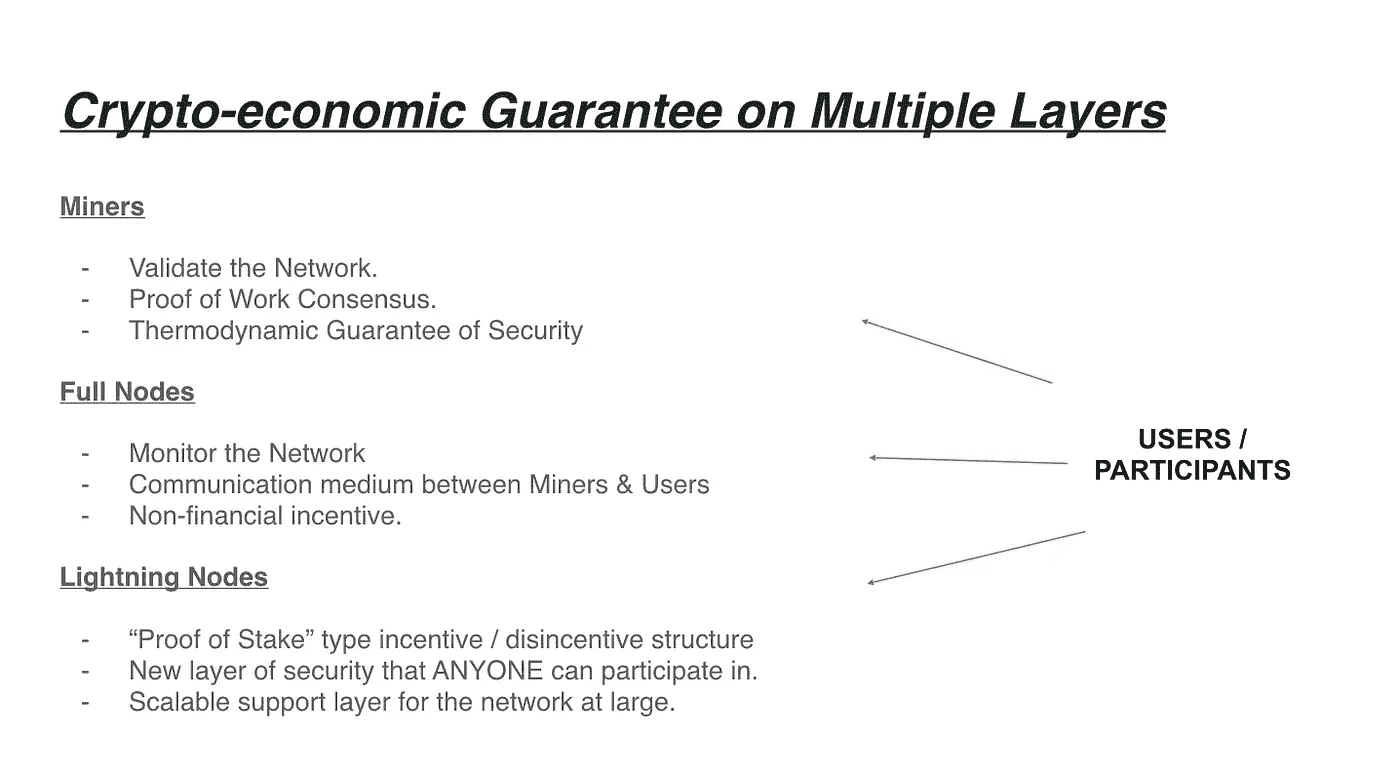 Crypto-economic Guarantee on Multiple Layers
Miners
- Validate the Network.
- Proof of Work Consensus.
- Thermodynamic Guarantee of Security
Full Nodes
- Monitor the Network
- Communication medium between Miners & Users
- Non-financial incentive.
Lightning Nodes
- “Proof of Stake” type incentive / disincentive structure
- New layer of security that ANYONE can participate in.
- Scalable support layer for the network at large.
USERS /
PARTICIPANTS